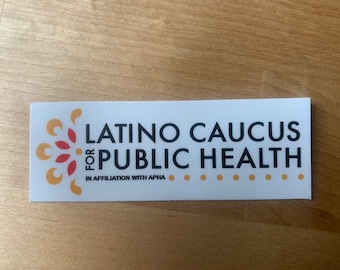 LATINO CAUCUS
FOR PUBLIC HEALTH
IN AFFILIATION WITH APHA